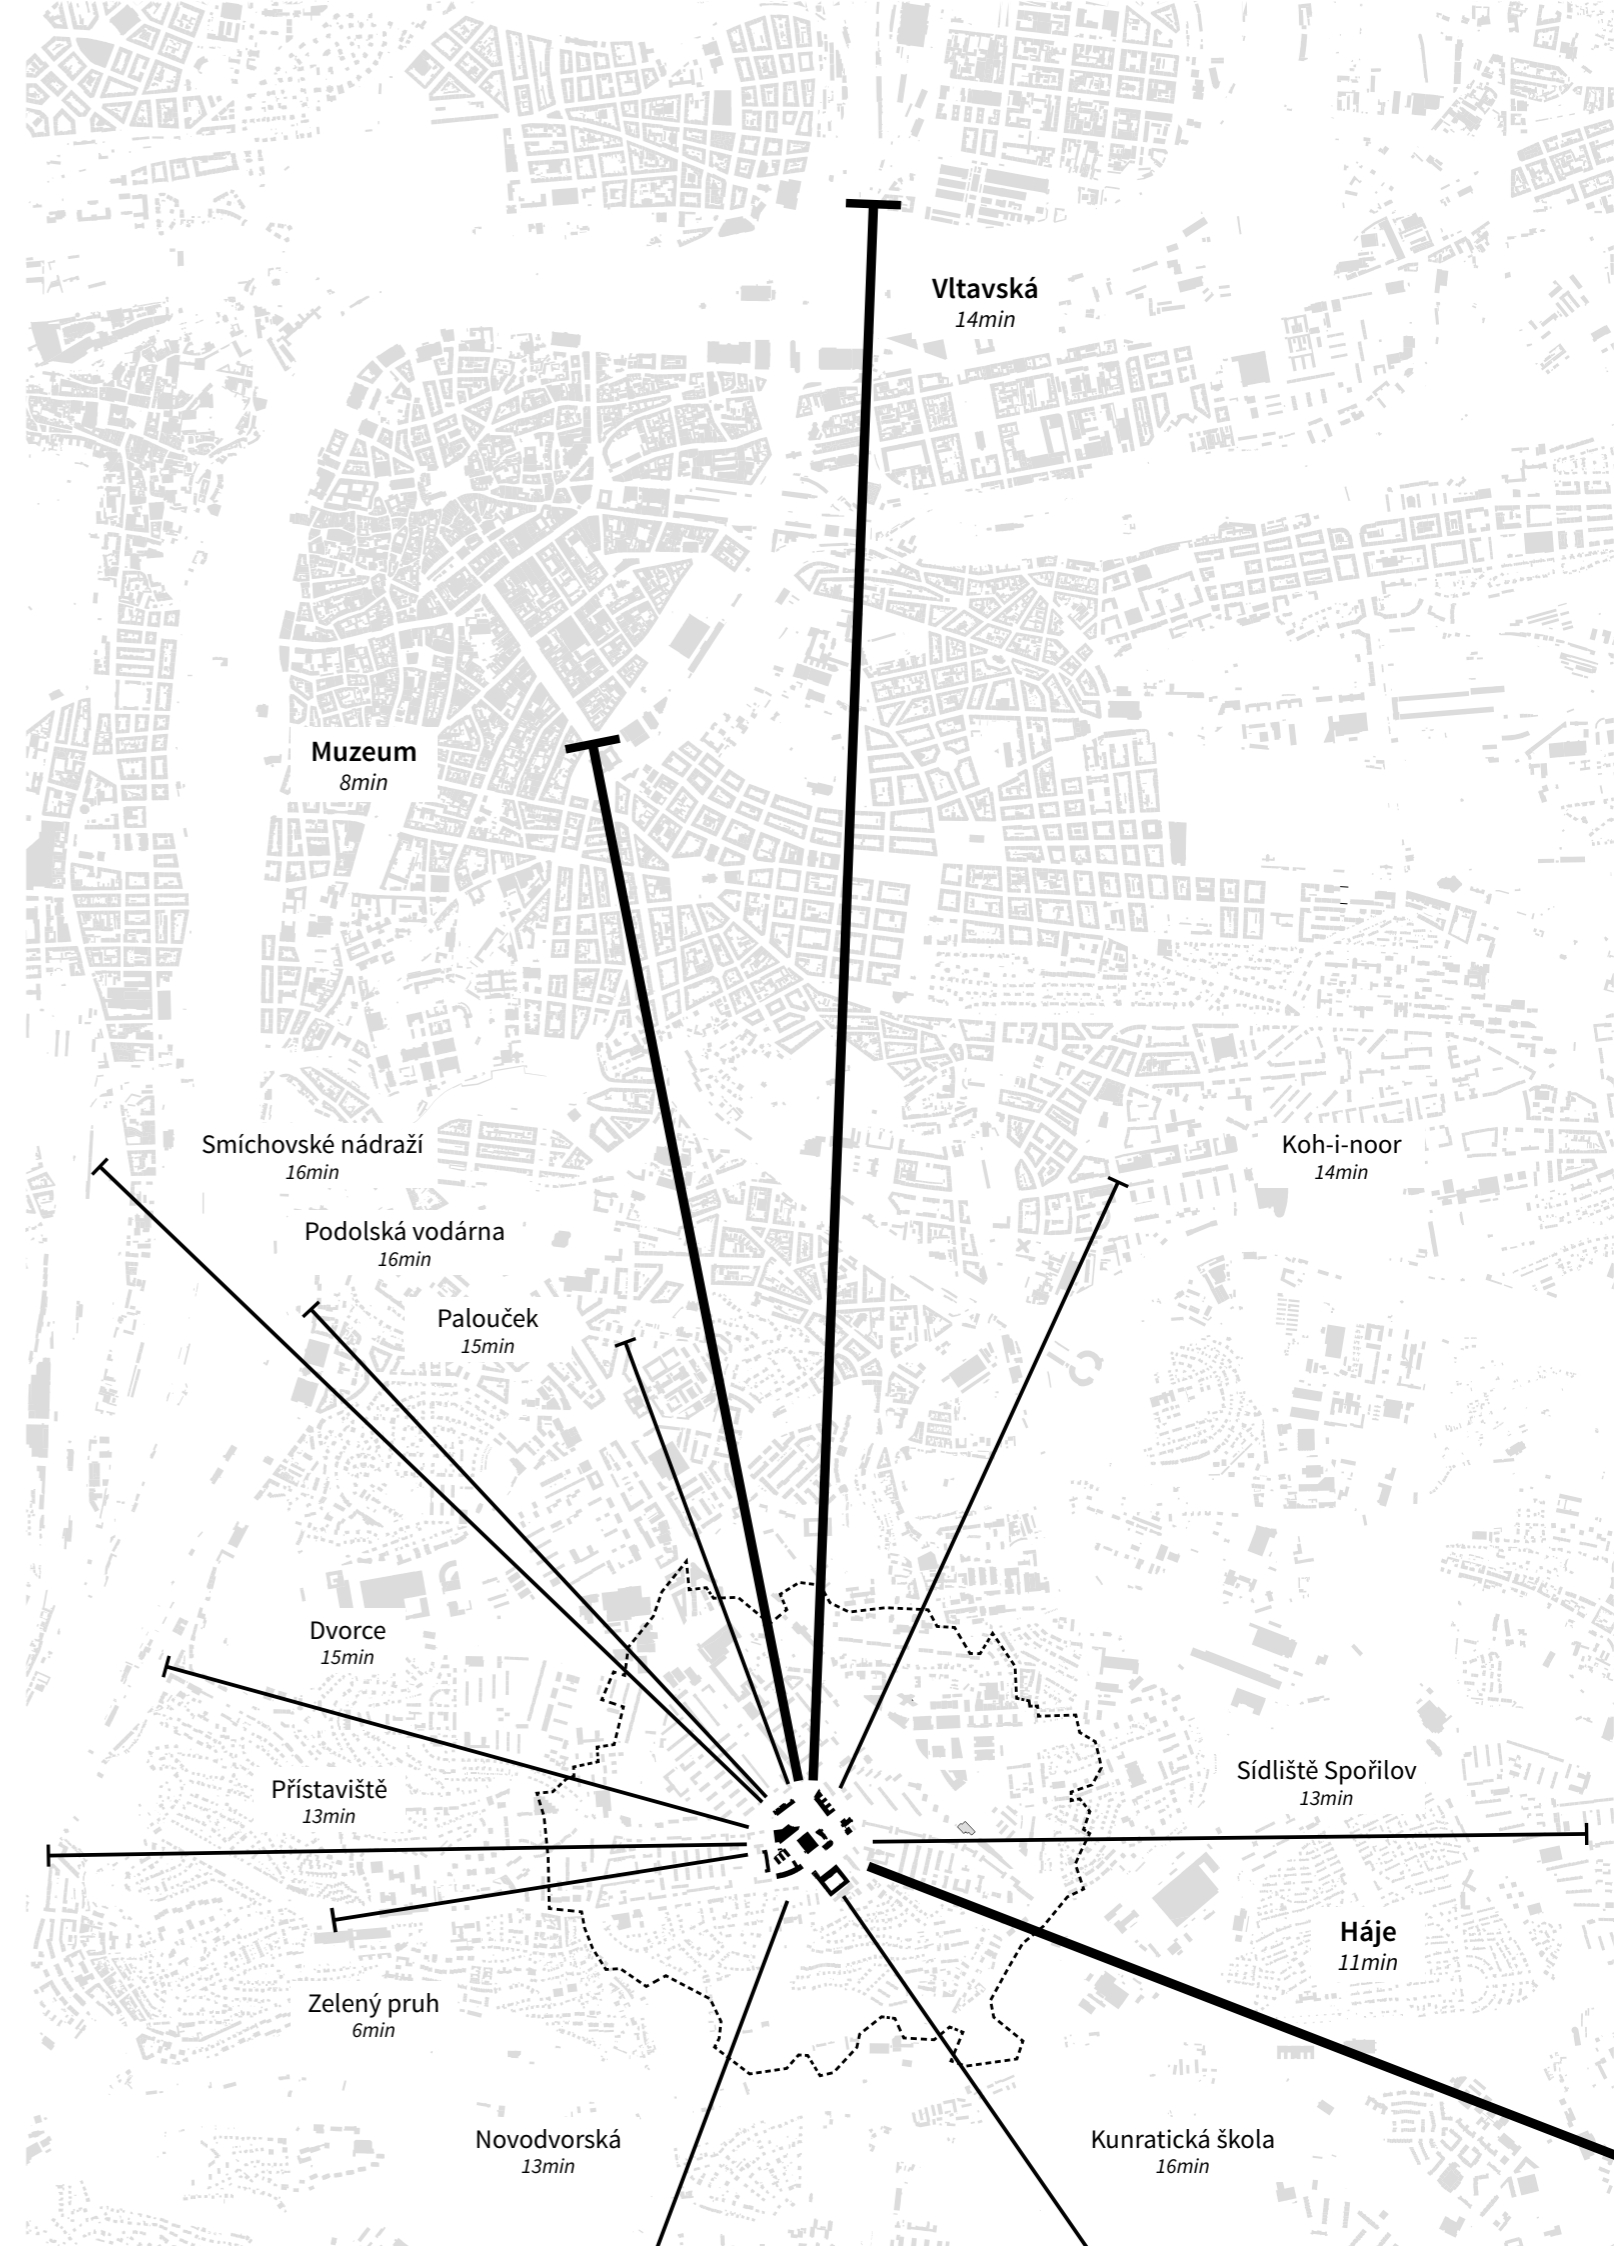 Vltavská
14min
Muzeum
8min
Smíchovské nádraží
16min
Koh-i-noor
14min
Podolská vodárna
16min
Palouček
15min
Dvorce
15min
Přístaviště
13min
Sídliště Spořilov
13min
Háje
11min
Zelený pruh
6min
Novodvorská
13min
Kunratická škola
16min